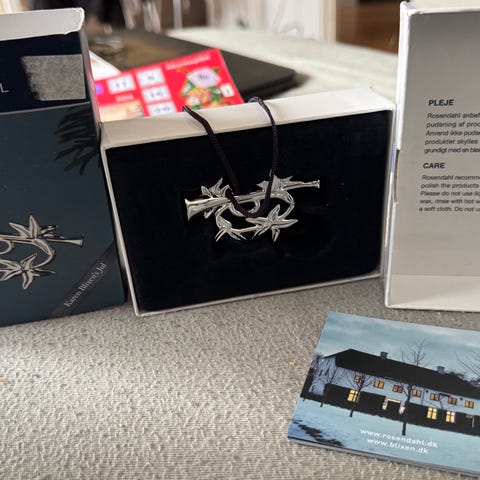 L
Karen Blixen's Jul
PLEJE
Rosendahl anbef
pudsning af prod
Anvend ikke pudse
produktet skylles
grundigt med en blø
CARE
Rosendahl recomm
polish the products
Please do not use liq
wax, rinse with hot w
a soft cloth. Do not u
www.rosendahl.dk
www.blixen.dk